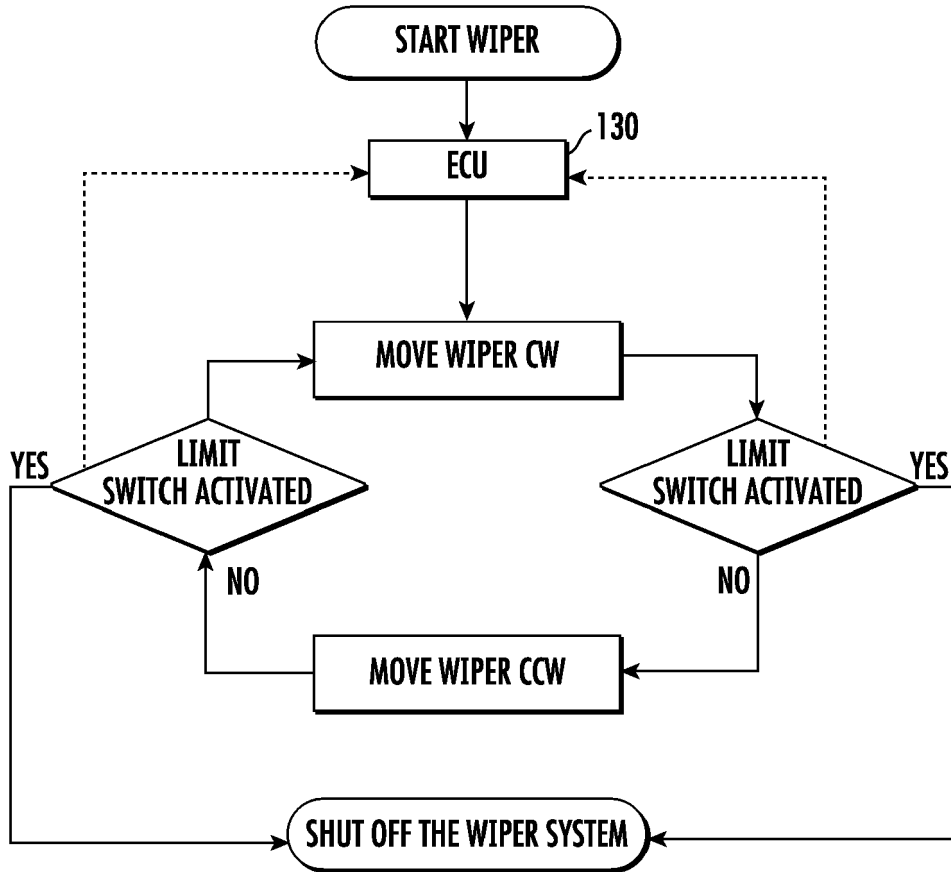 START WIPER
130
ECU
MOVE WIPER CW
YES
LIMIT
SWITCH ACTIVATED
LIMIT
SWITCH ACTIVATED
YES
NO
NO
MOVE WIPER CCW
SHUT OFF THE WIPER SYSTEM